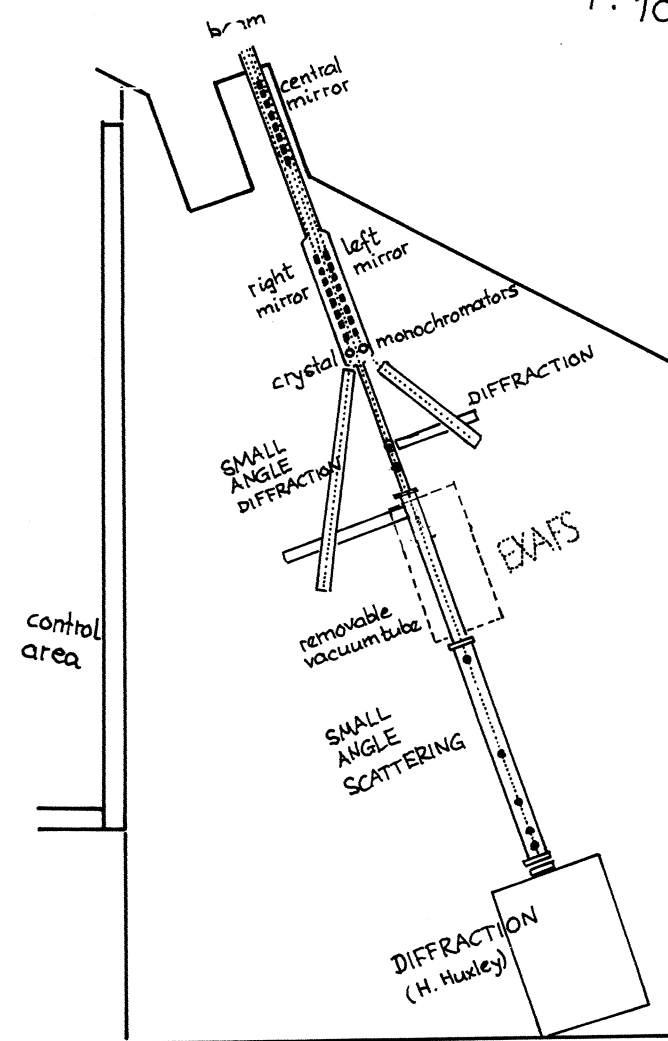 beam
central
mirror
left
mirror
right
mirror
monochromators
crystal
DIFFRACTION
SMALL
ANGLE
DIFFRACTION
EXAFS
control
area
removable
vacuum tube
SMALL
ANGLE
SCATTERING
DIFFRACTION
(H. Huxley)